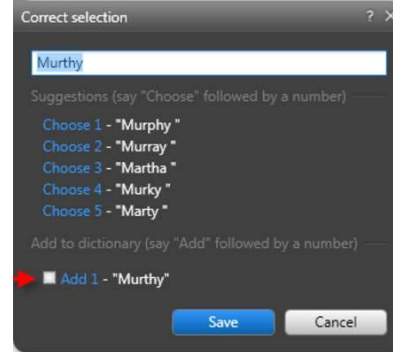 Correct selection ? X
Murthy
Suggestions (say "Choose" followed by a number)
Choose 1 - "Murphy "
Choose 2 - "Murray "
Choose 3 - "Martha "
Choose 4 - "Murky "
Choose 5 - "Marty "
Add to dictionary (say "Add" followed by a number)
Add 1 - "Murthy"
Save Cancel